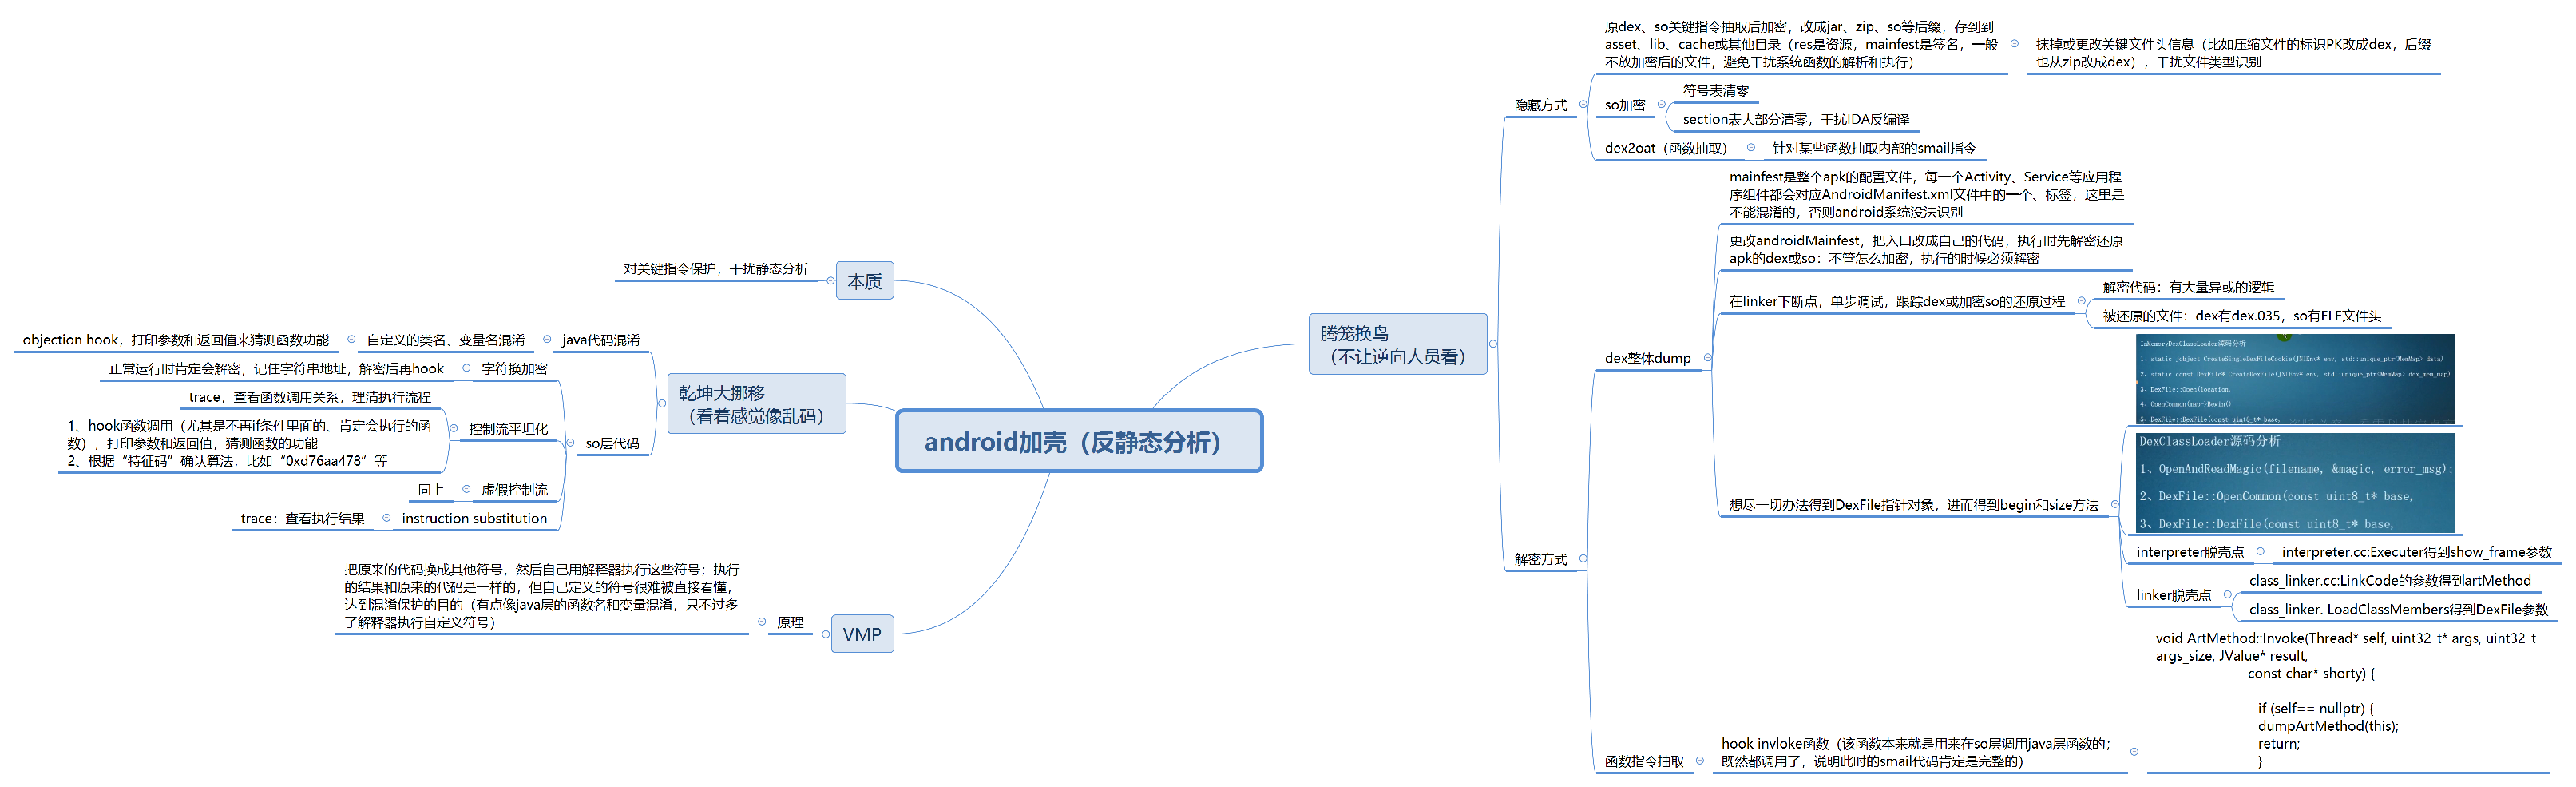 android加壳（反静态分析）
本质
对关键指令保护，干扰静态分析
乾坤大挪移
（看着感觉像乱码）
java代码混淆
自定义的类名、变量名混淆
objection hook，打印参数和返回值来猜测函数功能
so层代码
字符换加密
正常运行时肯定会解密，记住字符串地址，解密后再hook
控制流平坦化
trace，查看函数调用关系，理清执行流程
1、hook函数调用（尤其是不再if条件里面的、肯定会执行的函
数），打印参数和返回值，猜测函数的功能
2、根据“特征码”确认算法，比如“0xd76aa478”等
虚假控制流
同上
instruction substitution
trace：查看执行结果
VMP
原理
把原来的代码换成其他符号，然后自己用解释器执行这些符号；执行
的结果和原来的代码是一样的，但自己定义的符号很难被直接看懂，
达到混淆保护的目的（有点像java层的函数名和变量混淆，只不过多
了解释器执行自定义符号）
腾笼换鸟
（不让逆向人员看）
隐藏方式
原dex、so关键指令抽取后加密，改成jar、zip、so等后缀，存到到
asset、lib、cache或其他目录（res是资源，mainfest是签名，一般
不放加密后的文件，避免干扰系统函数的解析和执行）
抹掉或更改关键文件头信息（比如压缩文件的标识PK改成dex，后缀
也从zip改成dex），干扰文件类型识别
so加密
符号表清零
section表大部分清零，干扰IDA反编译
dex2oat（函数抽取）
针对某些函数抽取内部的smail指令
解密方式
dex整体dump
mainfest是整个apk的配置文件，每一个Activity、Service等应用程
序组件都会对应AndroidManifest.xml文件中的一个、标签，这里是
不能混淆的，否则android系统没法识别
更改androidMainfest，把入口改成自己的代码，执行时先解密还原
apk的dex或so：不管怎么加密，执行的时候必须解密
在linker下断点，单步调试，跟踪dex或加密so的还原过程
解密代码：有大量异或的逻辑
被还原的文件：dex有dex.035，so有ELF文件头
想尽一切办法得到DexFile指针对象，进而得到begin和size方法
InMemoryDexClassLoader源码分析
1、static jobject CreateSingleDexFileCookie(JNIEnv* env, std::unique_ptr<MemMap> data)
2、static const DexFile* CreateDexFile(JNIEnv* env, std::unique_ptr<MemMap> dex_mem_map)
3、DexFile::Open(location,
4、OpenCommon(map->Begin()
5、DexFile::DexFile(const uint8_t* base,
DexClassLoader源码分析
1、OpenAndReadMagic(filename, &magic, error_msg);
2、DexFile::OpenCommon(const uint8_t* base,
3、DexFile::DexFile(const uint8_t* base,
interpreter脱壳点
interpreter.cc:Executer得到show_frame参数
linker脱壳点
class_linker.cc:LinkCode的参数得到artMethod
class_linker. LoadClassMembers得到DexFile参数
函数指令抽取
hook invloke函数（该函数本来就是用来在so层调用java层函数的；
既然都调用了，说明此时的smail代码肯定是完整的）
void ArtMethod::Invoke(Thread* self, uint32_t* args, uint32_t
args_size, JValue* result,
const char* shorty) {
if (self== nullptr) {
dumpArtMethod(this);
return;
}